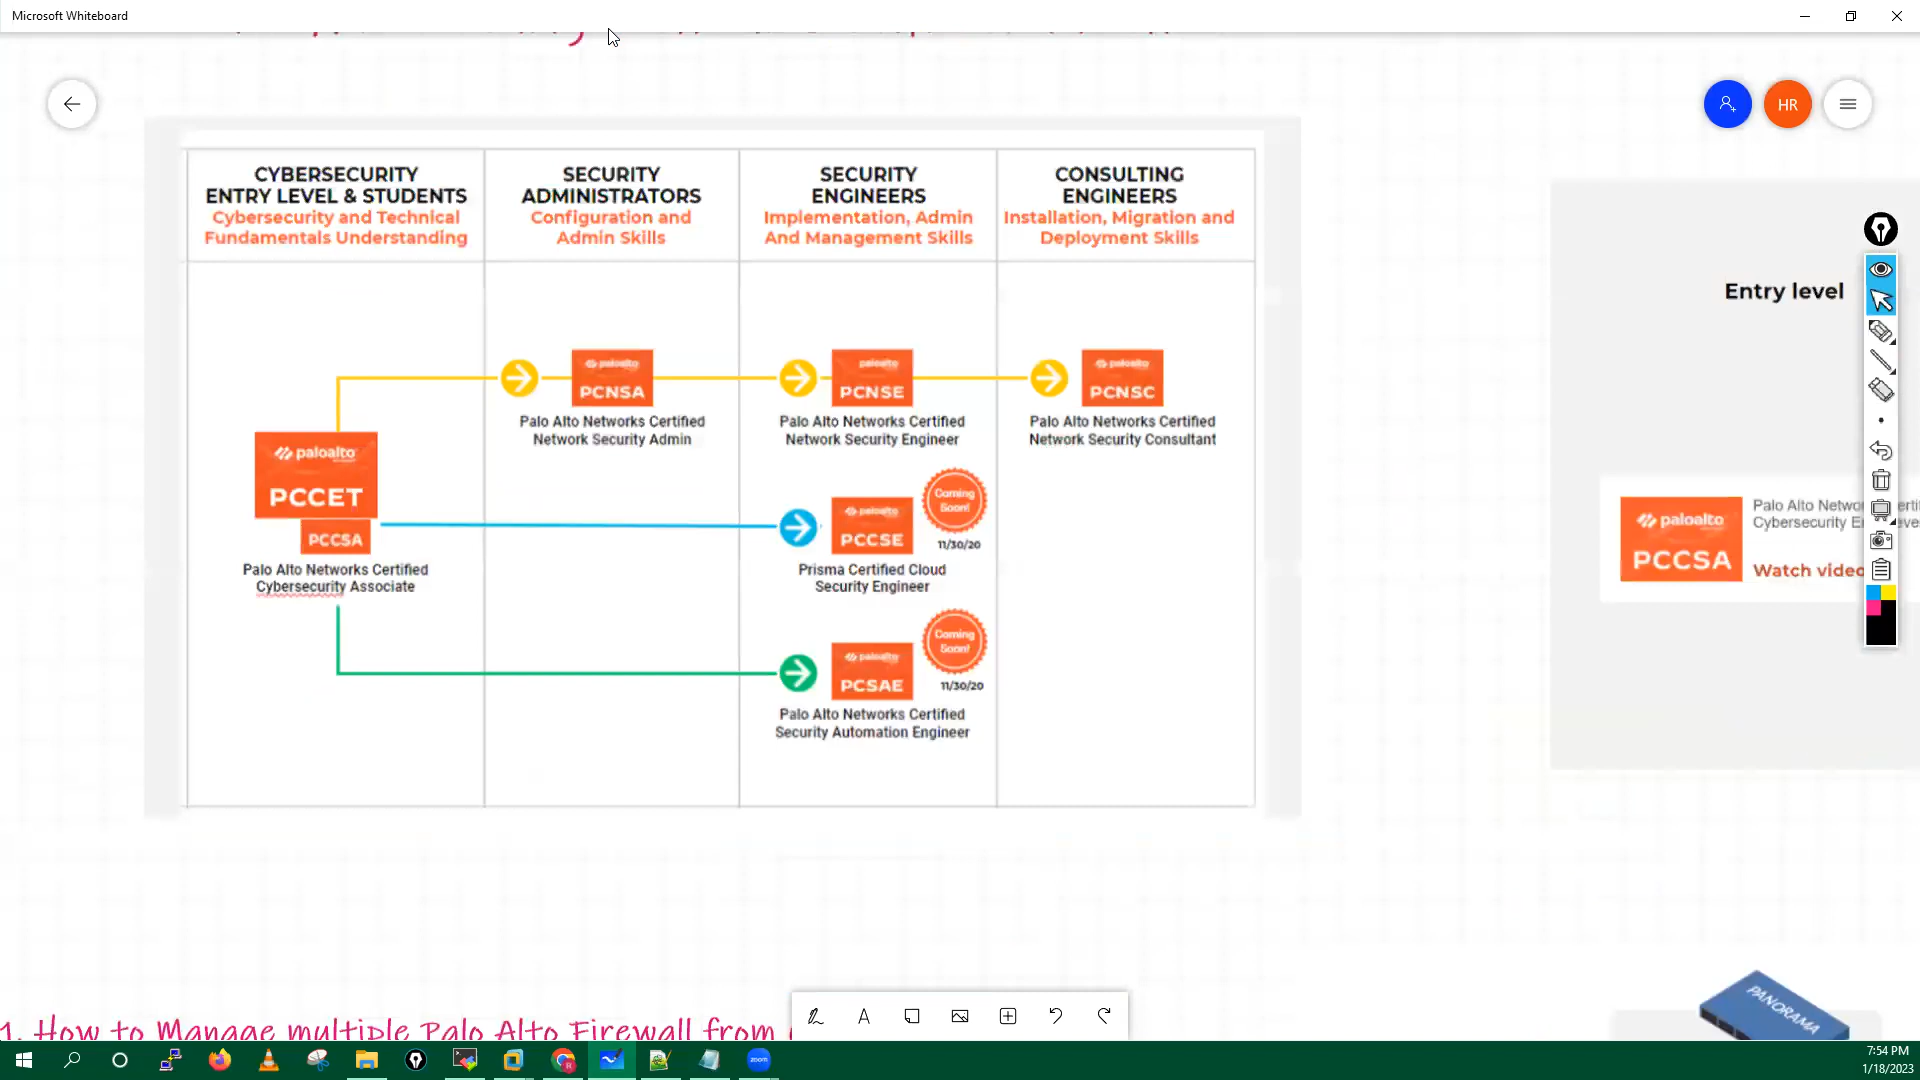 Microsoft Whiteboard
HR
CYBERSECURITY
ENTRY LEVEL & STUDENTS
Cybersecurity and Technical
Fundamentals Understanding
SECURITY
ADMINISTRATORS
Configuration and
Admin Skills
SECURITY
ENGINEERS
Implementation, Admin
And Management Skills
CONSULTING
ENGINEERS
Installation, Migration and
Deployment Skills
paloalto
PCNSA
Palo Alto Networks Certified
Network Security Admin
paloalto
PCNSE
Palo Alto Networks Certified
Network Security Engineer
paloalto
PCNSC
Palo Alto Networks Certified
Network Security Consultant
paloalto
PCCET
PCCSA
Palo Alto Networks Certified
Cybersecurity Associate
paloalto
PCCSE
Coming
Soon!
11/30/20
Prisma Certified Cloud
Security Engineer
paloalto
PCSAE
Coming
Soon!
11/30/20
Palo Alto Networks Certified
Security Automation Engineer
Entry level
paloalto
PCCSA
Palo Alto
Cybersecurity
Watch video
PANORAMA
1. How to Manage multiple Palo Alto Firewall from
zoom
7:54 PM
1/18/2023